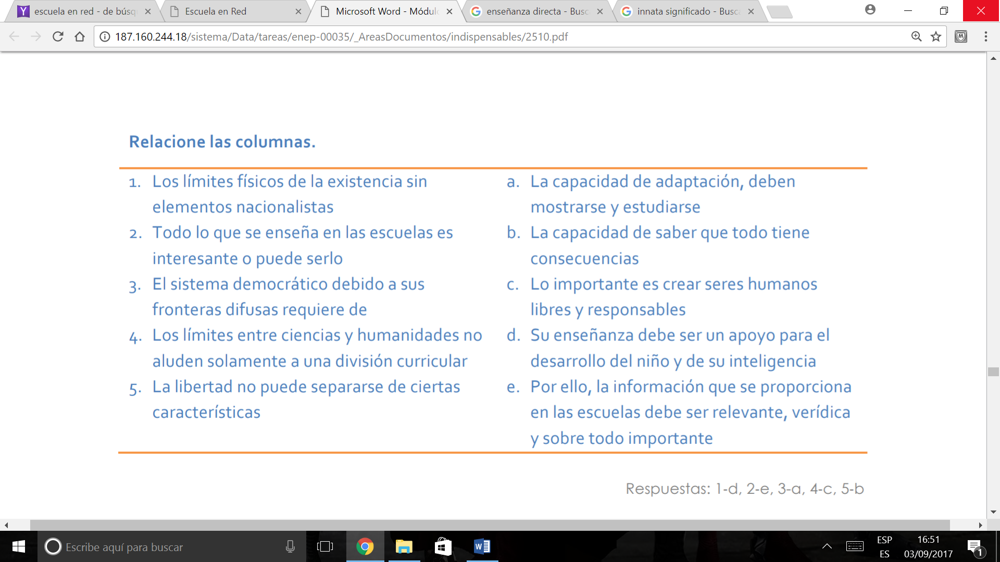 escuela en red - de búsq
Escuela en Red
Microsoft Word - Módulo
enseñanza directa - Busc
innata significado - Busca
187.160.244.18/sistema/Data/tareas/enep-00035/_AreasDocumentos/indispensables/2510.pdf
Relacione las columnas.
1. Los límites físicos de la existencia sin
elementos nacionalistas
2. Todo lo que se enseña en las escuelas es
interesante o puede serlo
3. El sistema democrático debido a sus
fronteras difusas requiere de
4. Los límites entre ciencias y humanidades no
aluden solamente a una división curricular
5. La libertad no puede separarse de ciertas
características
a. La capacidad de adaptación, deben
mostrarse y estudiarse
b. La capacidad de saber que todo tiene
consecuencias
c. Lo importante es crear seres humanos
libres y responsables
d. Su enseñanza debe ser un apoyo para el
desarrollo del niño y de su inteligencia
e. Por ello, la información que se proporciona
en las escuelas debe ser relevante, verídica
y sobre todo importante
Respuestas: 1-d, 2-e, 3-a, 4-c, 5-b
Escribe aquí para buscar
ESP
ES
16:51
03/09/2017
1